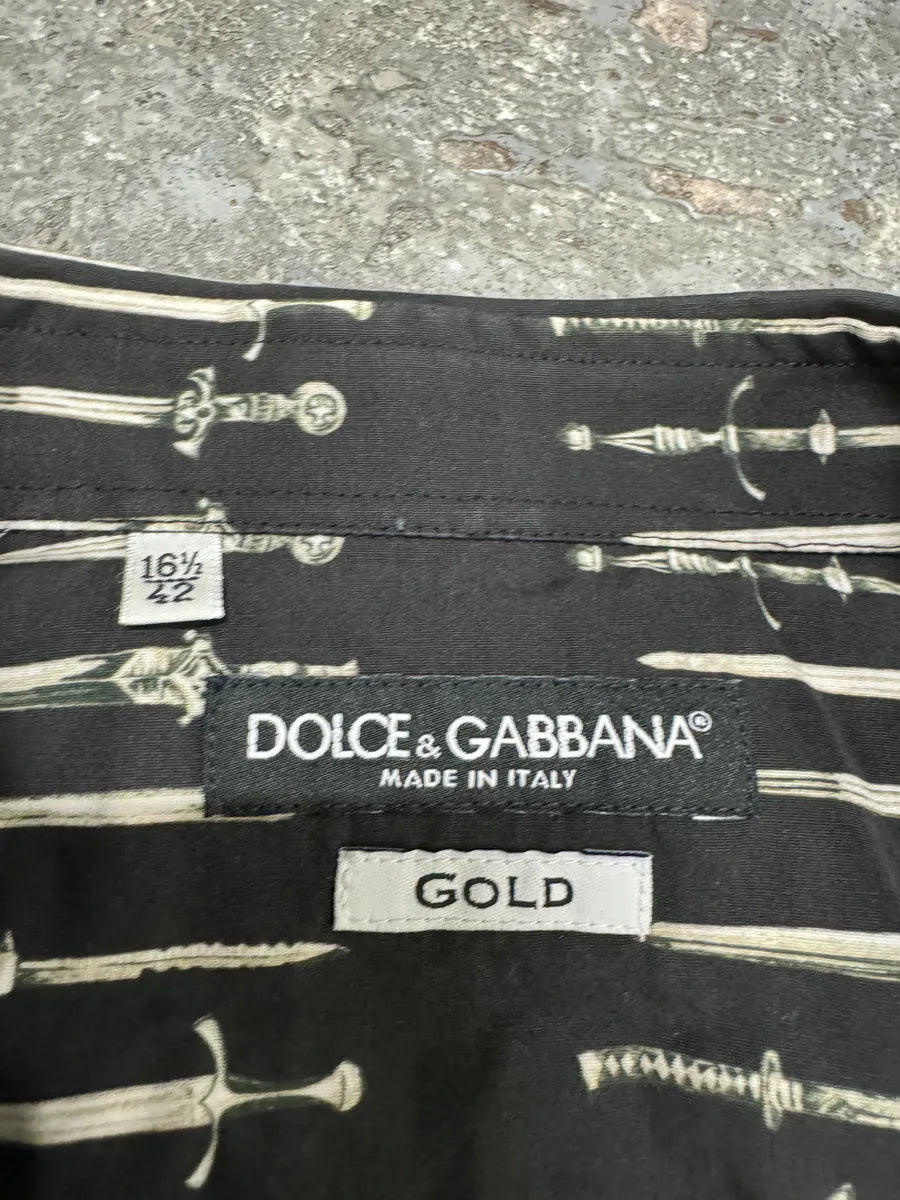 16½
42
DOLCE & GABBANA®
MADE IN ITALY
GOLD